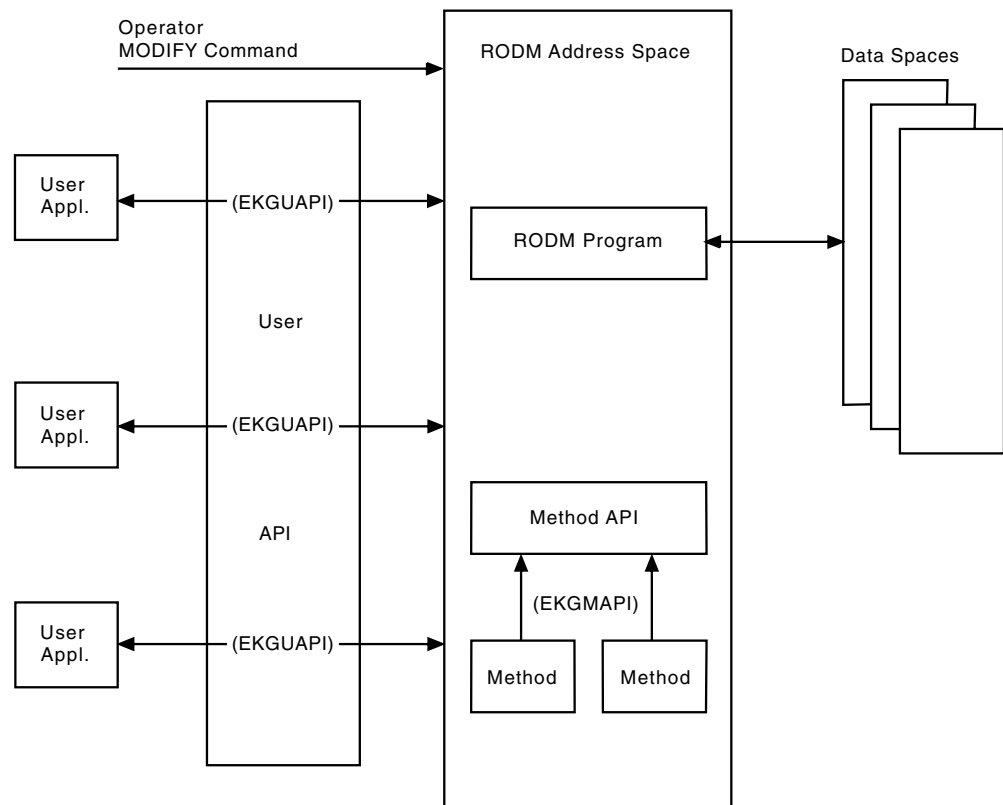 Operator
MODIFY Command
RODM Address Space
Data Spaces
User
Appl.
(EKGUAPI)
RODM Program
User
User
Appl.
(EKGUAPI)
Method API
API
(EKGMAPI)
User
Appl.
(EKGUAPI)
Method
Method